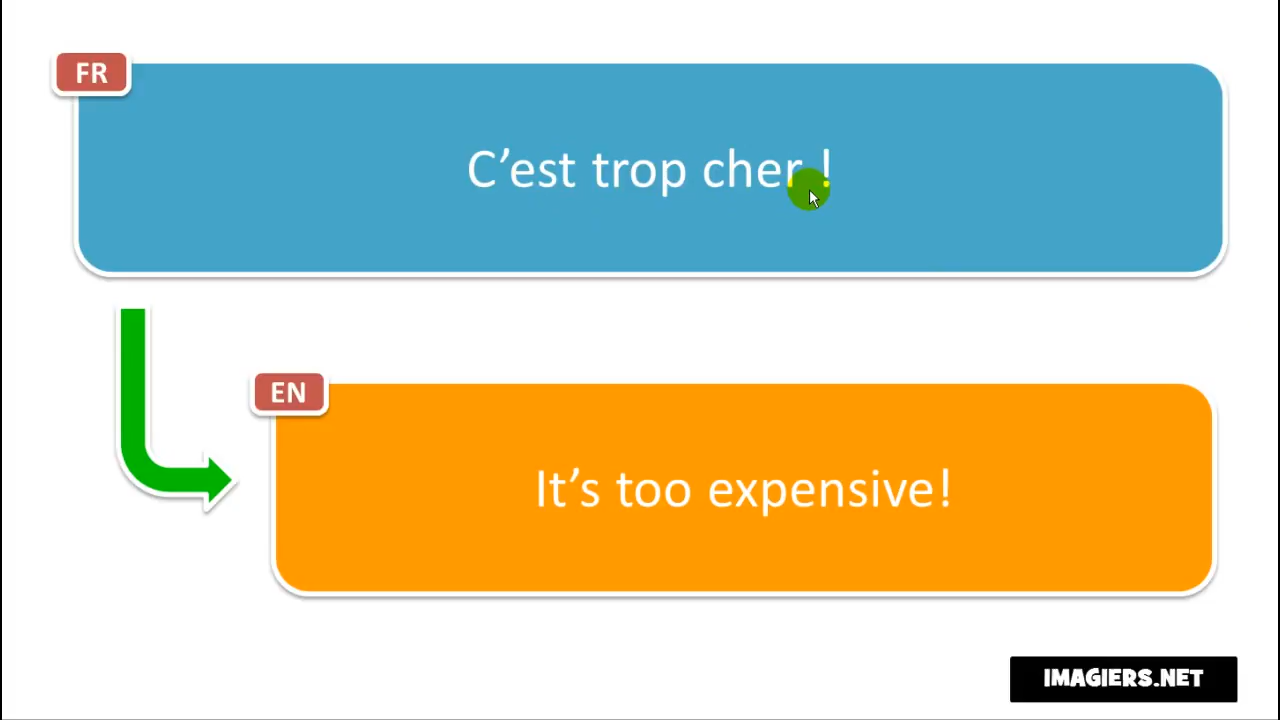 FR
C’est trop cher !
EN
It’s too expensive!
IMAGIERS.NET